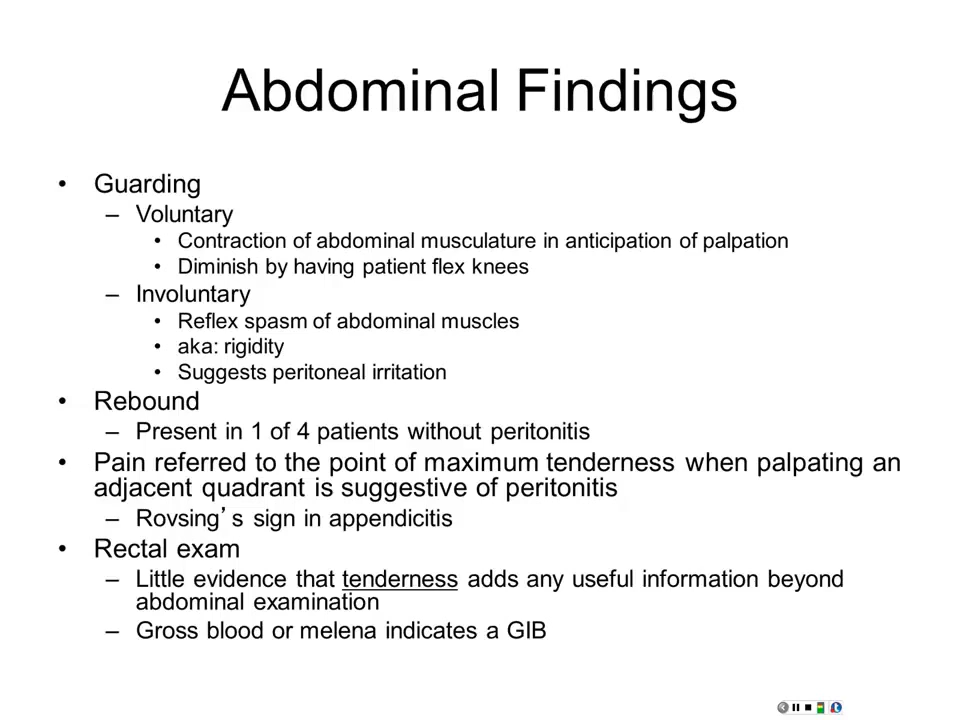 Abdominal Findings
• Guarding
– Voluntary
• Contraction of abdominal musculature in anticipation of palpation
• Diminish by having patient flex knees
– Involuntary
• Reflex spasm of abdominal muscles
• aka: rigidity
• Suggests peritoneal irritation
• Rebound
– Present in 1 of 4 patients without peritonitis
• Pain referred to the point of maximum tenderness when palpating an
adjacent quadrant is suggestive of peritonitis
– Rovsing’s sign in appendicitis
• Rectal exam
– Little evidence that tenderness adds any useful information beyond
abdominal examination
– Gross blood or melena indicates a GIB